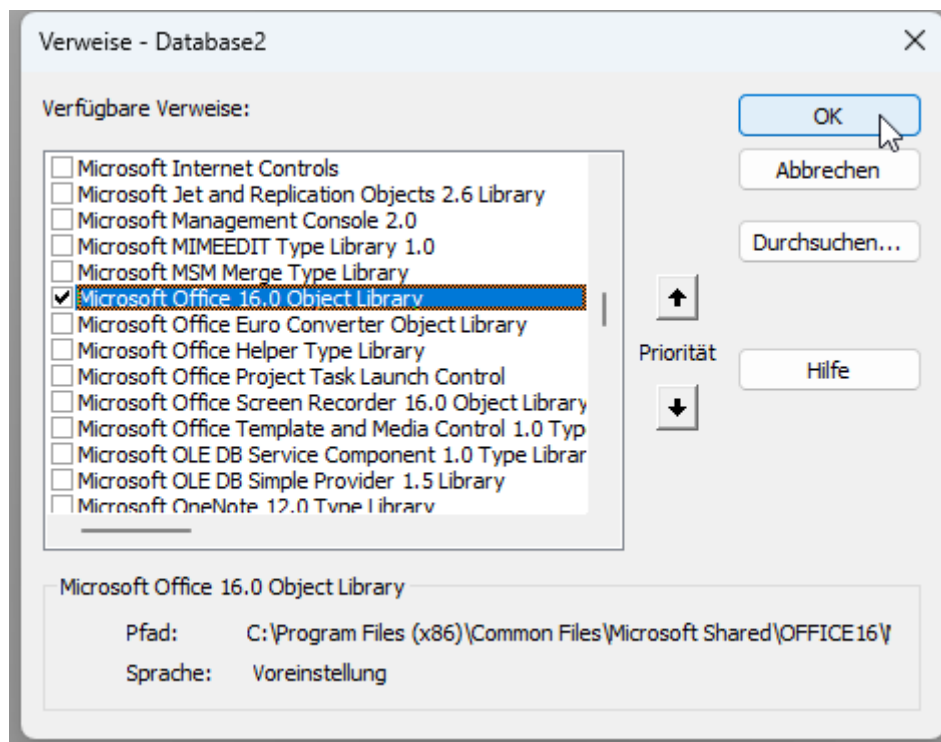 Verweise - Database2
Verfügbare Verweise:
OK
Abbrechen
Durchsuchen...
Microsoft Internet Controls
Microsoft Jet and Replication Objects 2.6 Library
Microsoft Management Console 2.0
Microsoft MIMEEDIT Type Library 1.0
Microsoft MSM Merge Type Library
Microsoft Office 16.0 Object Library
Microsoft Office Euro Converter Object Library
Microsoft Office Helper Type Library
Microsoft Office Project Task Launch Control
Microsoft Office Screen Recorder 16.0 Object Library
Microsoft Office Template and Media Control 1.0 Typ
Microsoft OLE DB Service Component 1.0 Type Librar
Microsoft OLE DB Simple Provider 1.5 Library
Microsoft OneNote 12.0 Type Library
Priorität
Hilfe
Microsoft Office 16.0 Object Library
Pfad: C:\Program Files (x86)\Common Files\Microsoft Shared\OFFICE16\
Sprache: Voreinstellung